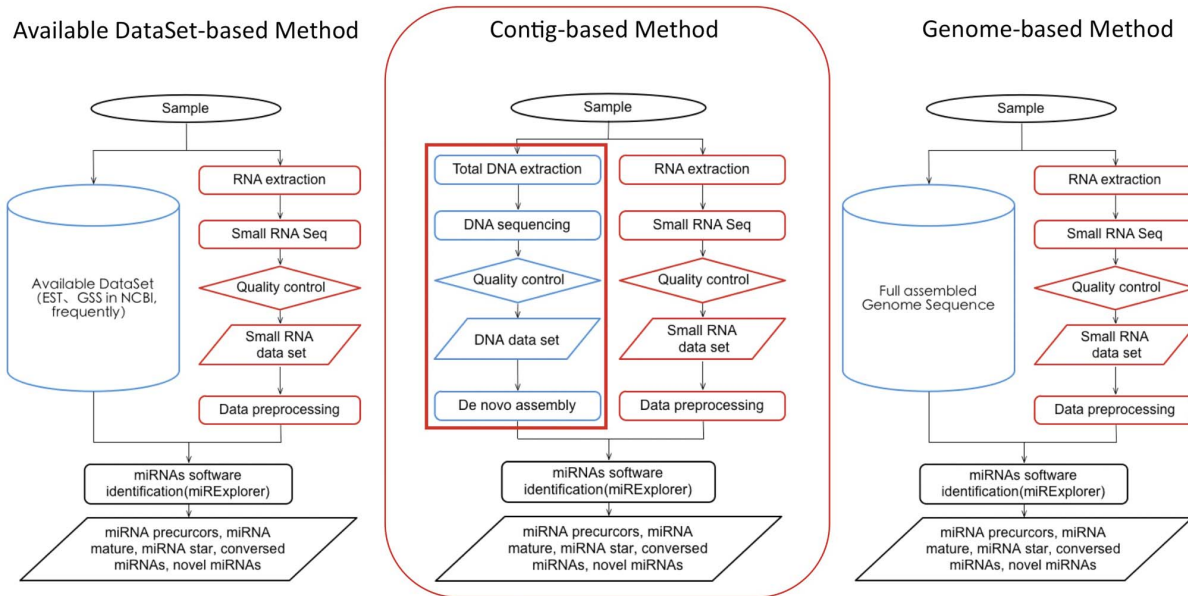 Available DataSet-based Method
Sample
RNA extraction
Small RNA Seq
Available DataSet
(EST、GSS in NCBI,
frequently)
Quality control
Small RNA
data set
Data preprocessing
miRNAs software
identification(miRExplorer)
miRNA precurcors, miRNA
mature, miRNA star, conversed
miRNAs, novel miRNAs
Contig-based Method
Sample
Total DNA extraction
DNA sequencing
Quality control
DNA data set
De novo assembly
RNA extraction
Small RNA Seq
Quality control
Small RNA
data set
Data preprocessing
miRNAs software
identification(miRExplorer)
miRNA precurcors, miRNA
mature, miRNA star, conversed
miRNAs, novel miRNAs
Genome-based Method
Sample
RNA extraction
Small RNA Seq
Full assembled
Genome Sequence
Quality control
Small RNA
data set
Data preprocessing
miRNAs software
identification(miRExplorer)
miRNA precurcors, miRNA
mature, miRNA star, conversed
miRNAs, novel miRNAs